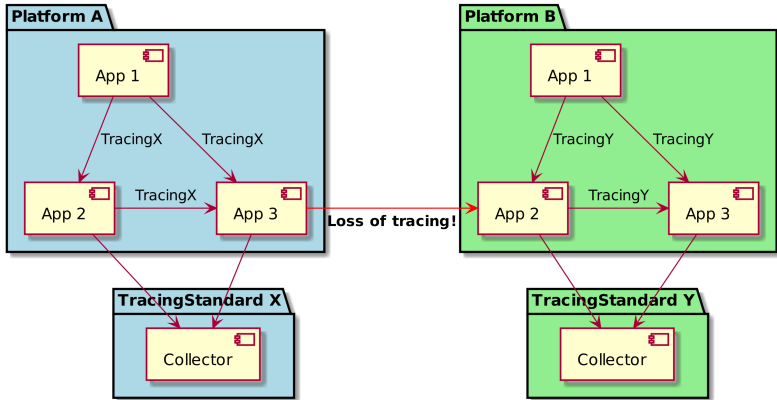 Platform A
Platform B
App 1
App 1
TracingX
TracingX
TracingY
TracingY
App 2
TracingX
App 3
Loss of tracing!
App 2
TracingY
App 3
TracingStandard X
TracingStandard Y
Collector
Collector